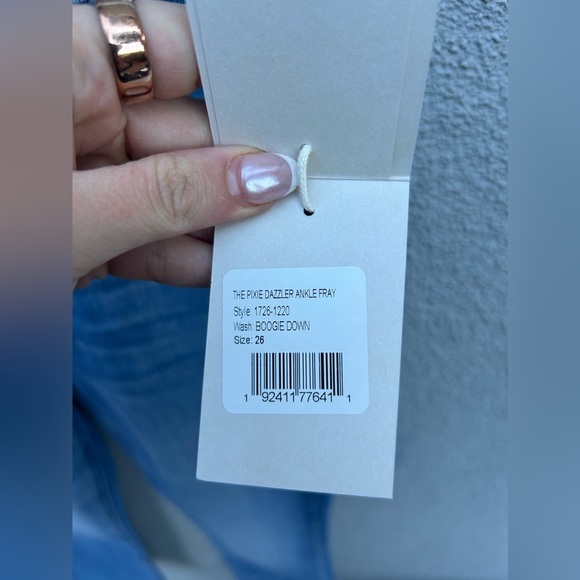 THE PIXIE DAZZLER ANKLE FRAY
Style: 1726-1220
Wash: BOOGIE DOWN
Size: 26
1 92411 77641 1